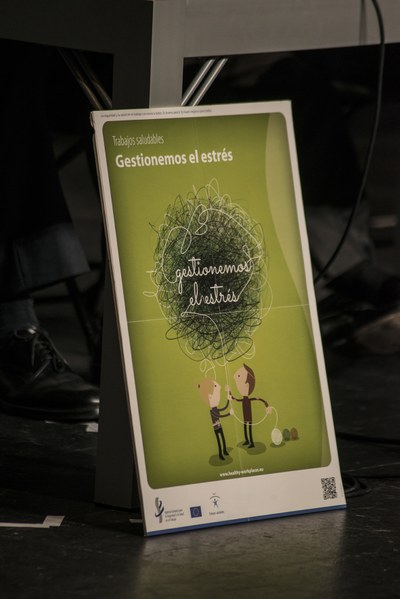 Trabajos saludables
Gestionemos el estrés
gestionemos
el estrés
www.healthy-workplaces.eu